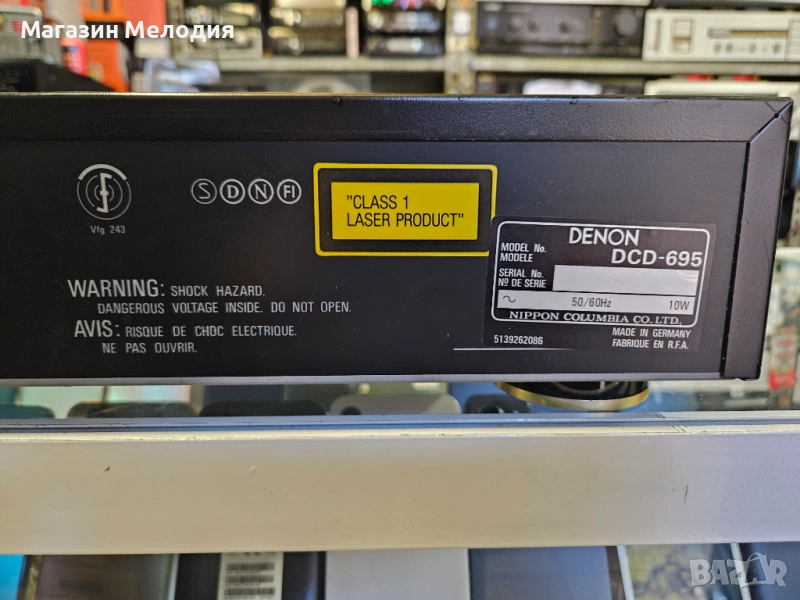 Магазин Мелодия
Vfg 243
S D N FI
"CLASS 1
LASER PRODUCT"
WARNING: SHOCK HAZARD.
DANGEROUS VOLTAGE INSIDE. DO NOT OPEN.
AVIS: RISQUE DE CHOC ELECTRIQUE.
NE PAS OUVRIR.
DENON
MODEL No.
MODELE
DCD-695
SERIAL No.
Nº DE SERIE
~ 50/60Hz 10W
NIPPON COLUMBIA CO. LTD.
5139262086
MADE IN GERMANY
FABRIQUE EN R.F.A.
BAZAR